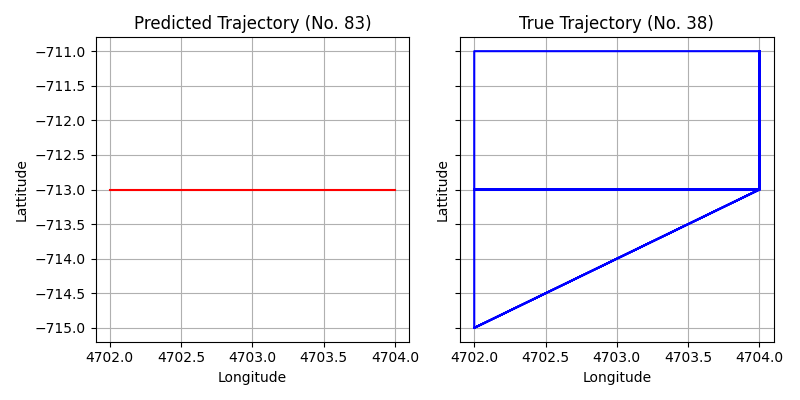 Predicted Trajectory (No. 83)
True Trajectory (No. 38)
−711.0
−711.5
−712.0
−712.5
−713.0
−713.5
−714.0
−714.5
−715.0
Lattitude
Lattitude
4702.0 4702.5 4703.0 4703.5 4704.0
4702.0 4702.5 4703.0 4703.5 4704.0
Longitude
Longitude